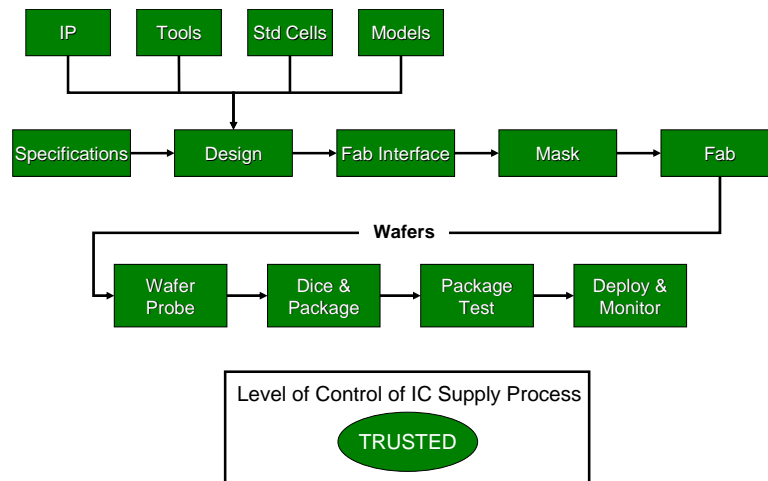 IP
Tools
Std Cells
Models
Specifications
Design
Fab Interface
Mask
Fab
Wafers
Wafer
Probe
Dice &
Package
Package
Test
Deploy &
Monitor
Level of Control of IC Supply Process
TRUSTED